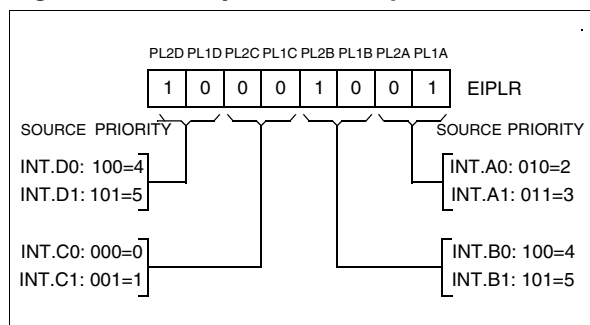 PL2D PL1D PL2C PL1C PL2B PL1B PL2A PL1A
1 0 0 0 1 0 0 1 EIPLR
SOURCE PRIORITY
INT.D0: 100=4
INT.D1: 101=5
INT.C0: 000=0
INT.C1: 001=1
SOURCE PRIORITY
INT.A0: 010=2
INT.A1: 011=3
INT.B0: 100=4
INT.B1: 101=5